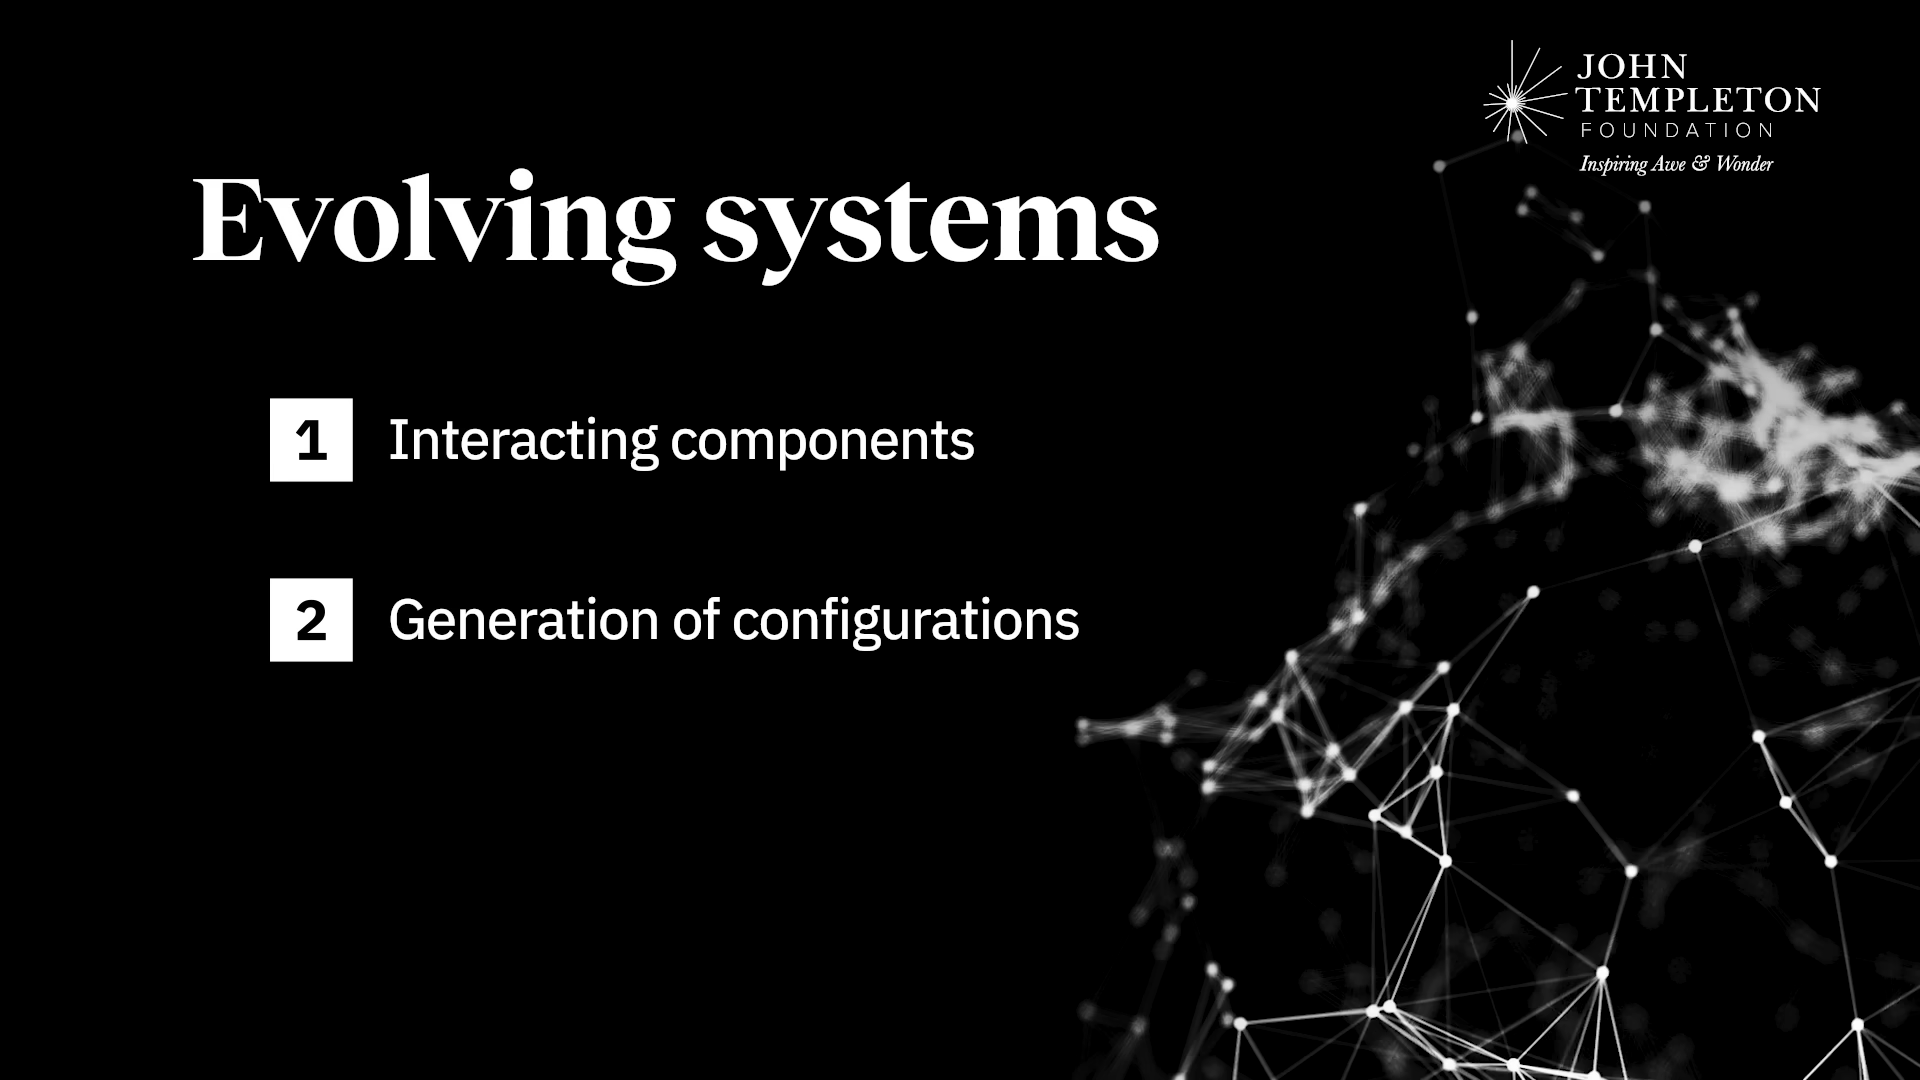 JOHN
TEMPLETON
FOUNDATION
Inspiring Awe & Wonder
Evolving systems
1 Interacting components
2 Generation of configurations